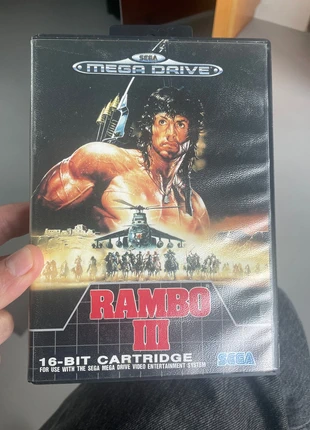 SEGA
MEGA DRIVE
RAMBO
III
16-BIT CARTRIDGE
FOR USE WITH THE SEGA MEGA DRIVE VIDEO ENTERTAINMENT SYSTEM
SEGA